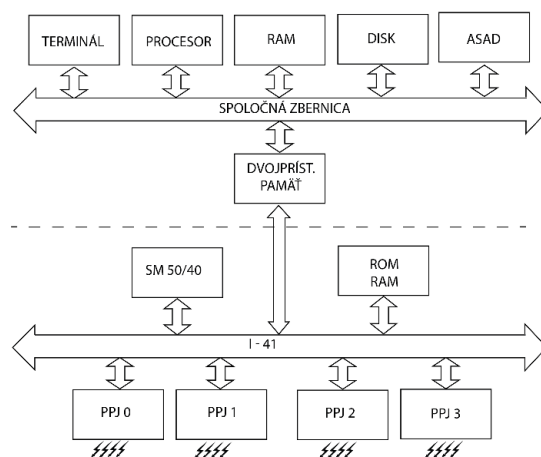 TERMINÁL
PROCESOR
RAM
DISK
ASAD
SPOLOČNÁ ZBERNICA
DVOJPRÍST.
PAMÄŤ
SM 50/40
ROM
RAM
I - 41
PPJ 0
PPJ 1
PPJ 2
PPJ 3